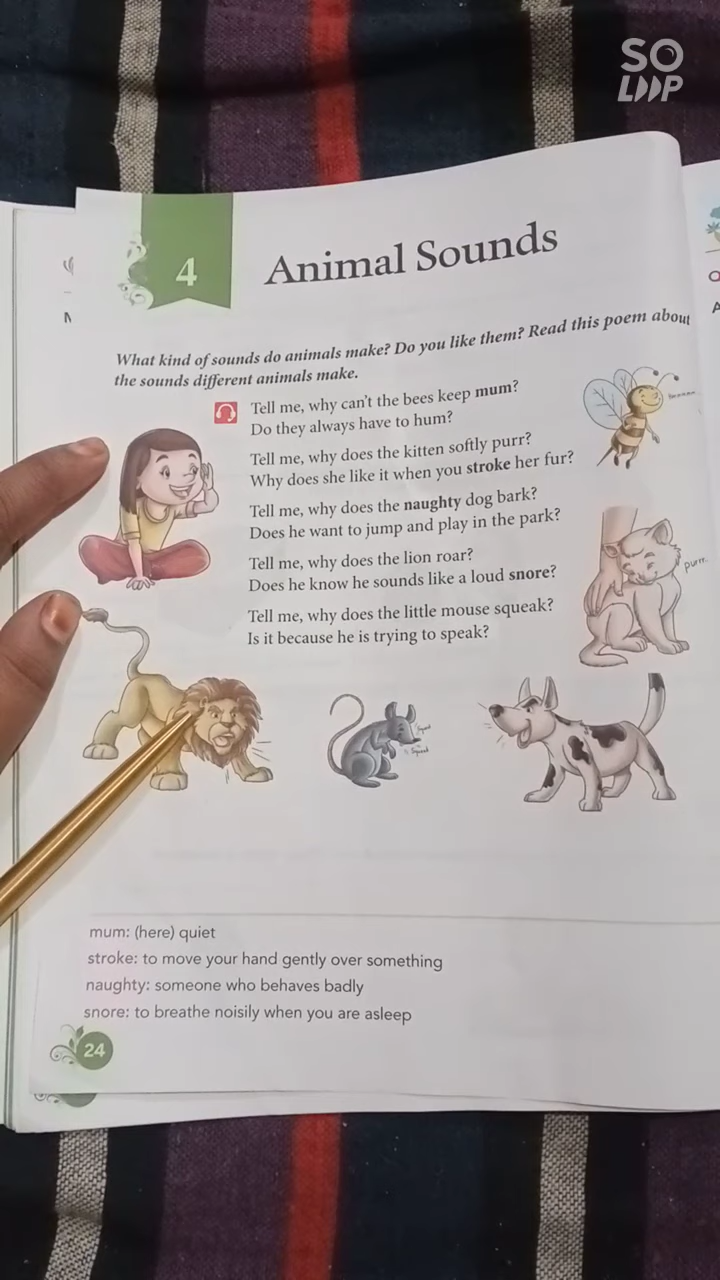 SO
LOOP
4
Animal Sounds
What kind of sounds do animals make? Do you like them? Read this poem about
the sounds different animals make.
Tell me, why can't the bees keep mum?
Do they always have to hum?
Tell me, why does the kitten softly purr?
Why does she like it when you stroke her fur?
Tell me, why does the naughty dog bark?
Does he want to jump and play in the park?
Tell me, why does the lion roar?
Does he know he sounds like a loud snore?
Tell me, why does the little mouse squeak?
Is it because he is trying to speak?
purrr.
mum: (here) quiet
stroke: to move your hand gently over something
naughty: someone who behaves badly
snore: to breathe noisily when you are asleep
24